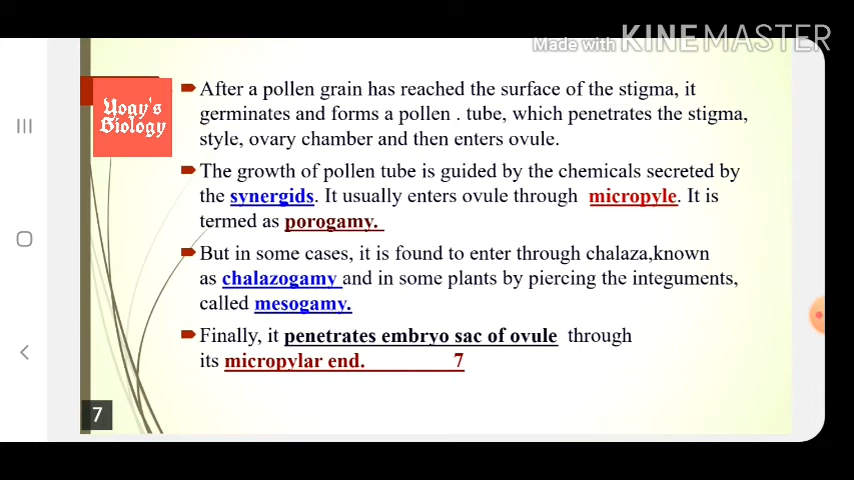 Made with KINEMASTER
Yogy's
Biology
After a pollen grain has reached the surface of the stigma, it
germinates and forms a pollen . tube, which penetrates the stigma,
style, ovary chamber and then enters ovule.
The growth of pollen tube is guided by the chemicals secreted by
the synergids. It usually enters ovule through micropyle. It is
termed as porogamy.
But in some cases, it is found to enter through chalaza,known
as chalazogamy and in some plants by piercing the integuments,
called mesogamy.
Finally, it penetrates embryo sac of ovule through
its micropylar end. 7
7